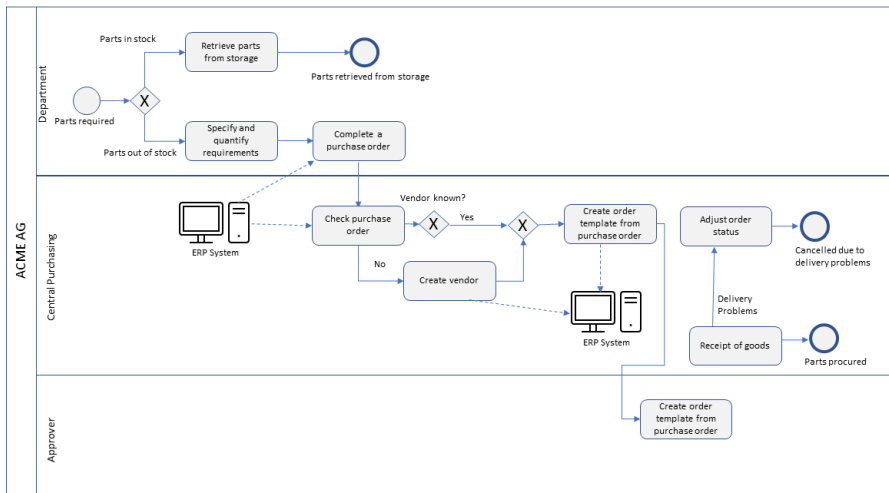 ACME AG
Department
Parts required
X
Parts in stock
Retrieve parts
from storage
Parts retrieved from storage
Parts out of stock
Specify and
quantify
requirements
Complete a
purchase order
Central Purchasing
ERP System
Check purchase
order
Vendor known?
X
Yes
No
Create vendor
X
Create order
template from
purchase order
ERP System
Adjust order
status
Cancelled due to
delivery problems
Delivery
Problems
Receipt of goods
Parts procured
Approver
Create order
template from
purchase order